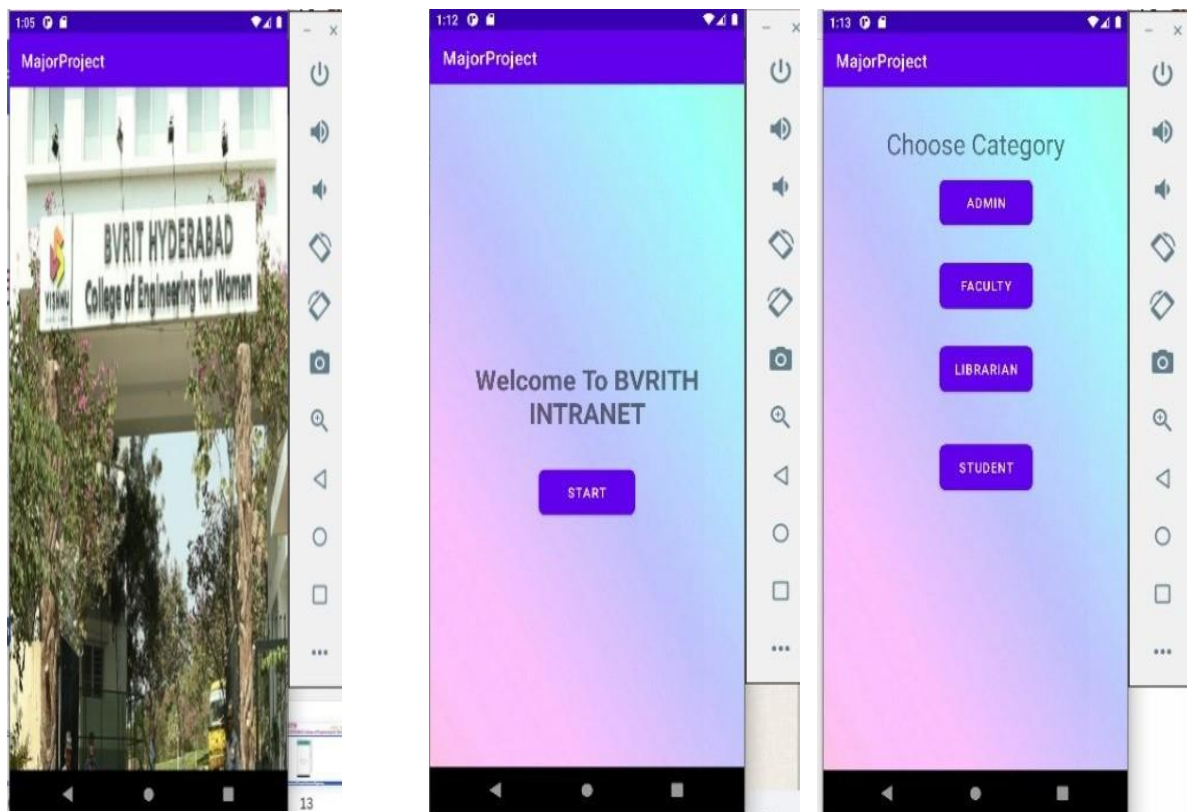 1:05
MajorProject
BVRIT HYDERABAD
College of Engineering for Women
VISHNU
13
1:12
MajorProject
Welcome To BVRITH
INTRANET
START
1:13
MajorProject
Choose Category
ADMIN
FACULTY
LIBRARIAN
STUDENT